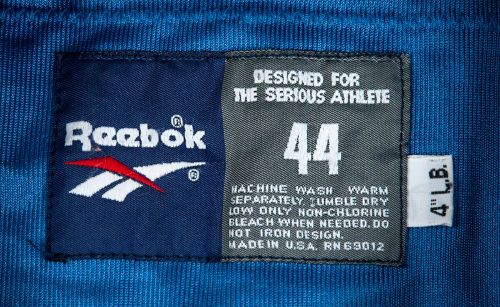 Reebok®
®
DESIGNED FOR
THE SERIOUS ATHLETE
44
MACHINE WASH WARM
SEPARATELY TUMBLE DRY
LOW ONLY NON-CHLORINE
BLEACH WHEN NEEDED. DO
NOT IRON DESIGN.
MADE IN U.S.A. RN 69012
4" L.B.